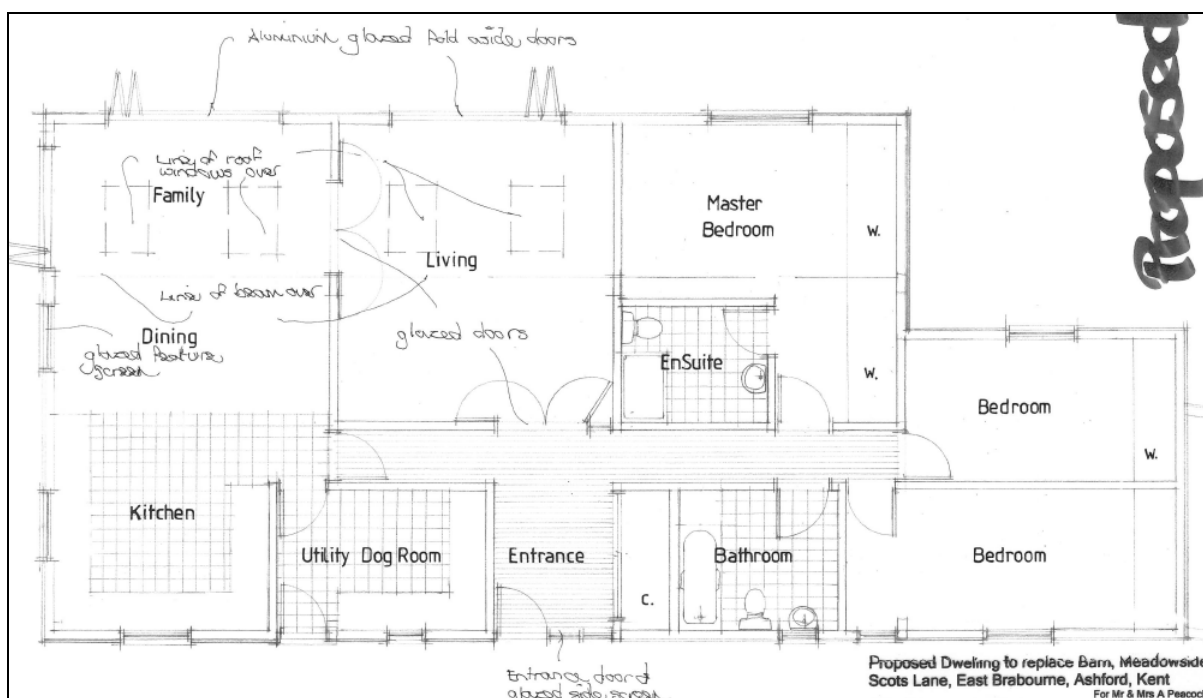 Aluminium glazed fold aside doors
Proposed
Line of roof
windows over
Family
Master
Bedroom
W.
Living
Line of beam over
Dining
glazed feature
screen
glazed doors
EnSuite
W.
Bedroom
W.
Kitchen
Utility Dog Room
Entrance
C.
Bathroom
Bedroom
Entrance door &
glazed side screen
Proposed Dwelling to replace Barn, Meadowside
Scots Lane, East Brabourne, Ashford, Kent
For Mr & Mrs A Peacock